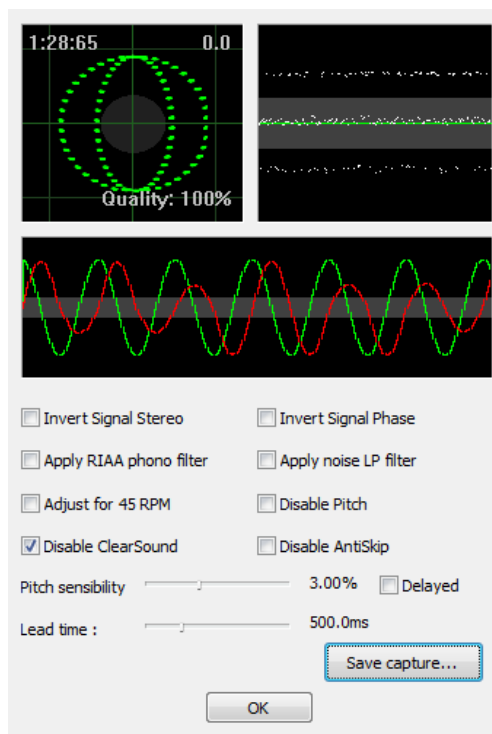 1:28:65 0.0
Quality: 100%
Invert Signal Stereo Invert Signal Phase
Apply RIAA phono filter Apply noise LP filter
Adjust for 45 RPM Disable Pitch
Disable ClearSound Disable AntiSkip
Pitch sensibility 3.00% Delayed
Lead time : 500.0ms
Save capture...
OK